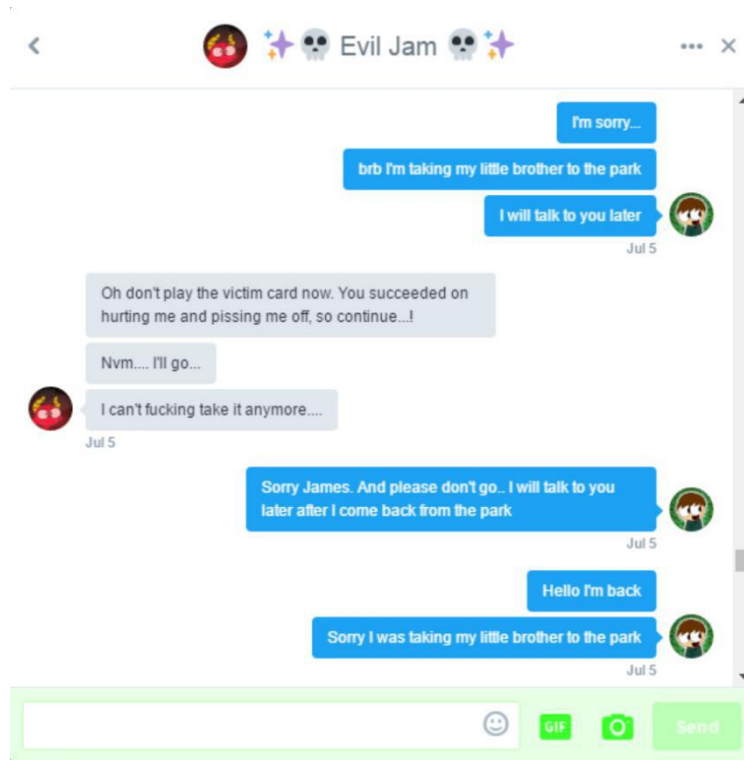 ✨💀 Evil Jam 💀✨
I'm sorry...
brb I'm taking my little brother to the park
I will talk to you later
Jul 5
Oh don't play the victim card now. You succeeded on
hurting me and pissing me off, so continue...!
Nvm.... I'll go...
I can't fucking take it anymore....
Jul 5
Sorry James. And please don't go.. I will talk to you
later after I come back from the park
Jul 5
Hello I'm back
Sorry I was taking my little brother to the park
Jul 5
GIF
Send